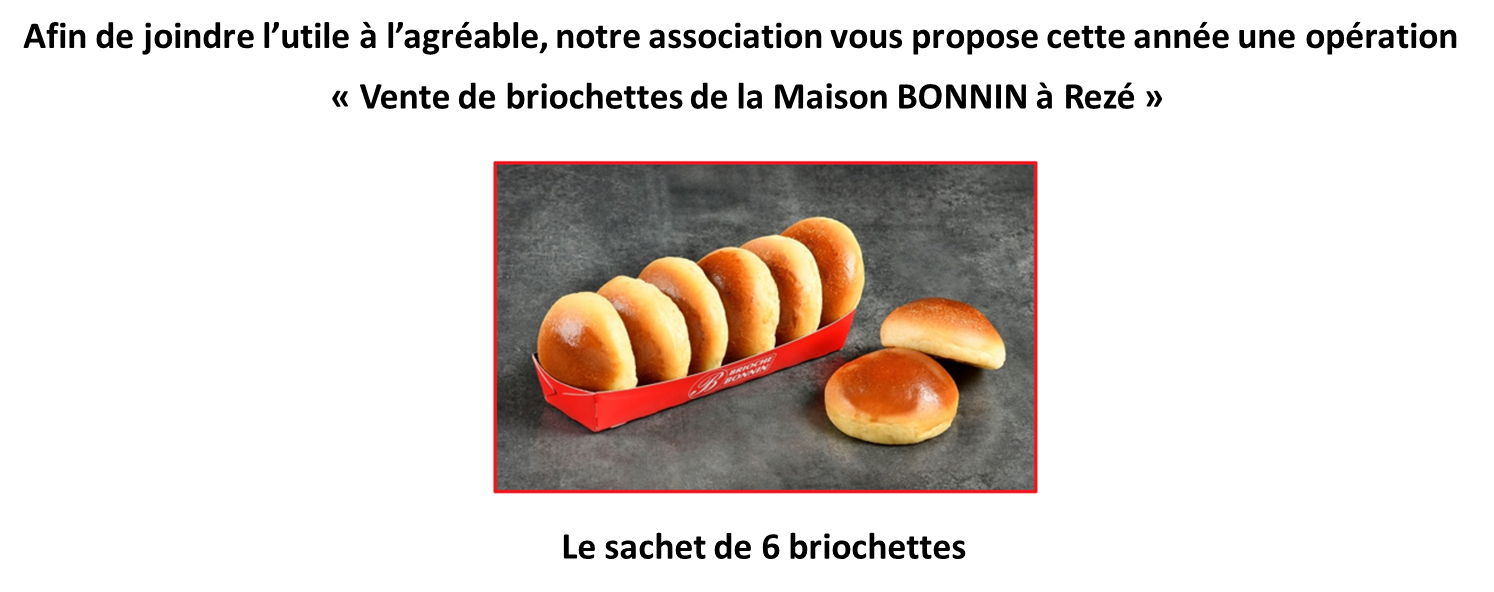 Afin de joindre l’utile à l’agréable, notre association vous propose cette année une opération
« Vente de briochettes de la Maison BONNIN à Rezé »
B BRIOCHE
BONNIN
Le sachet de 6 briochettes